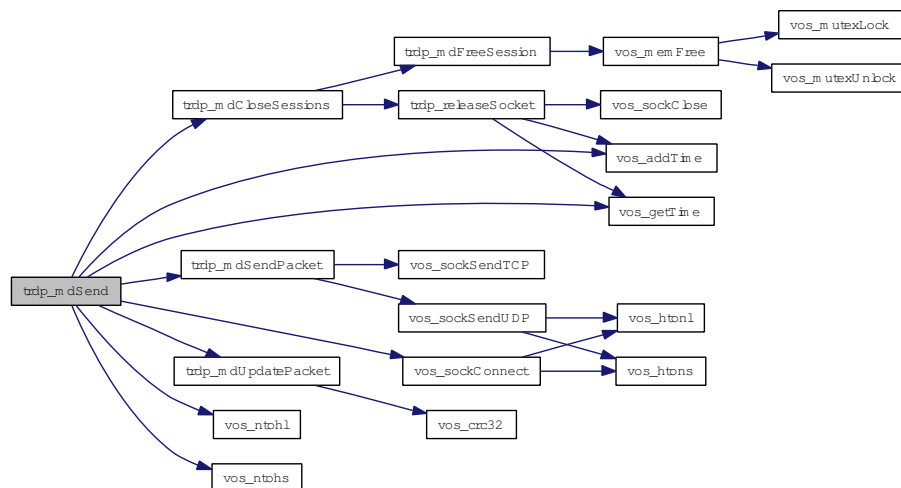 vos_mutexLock
trdp_mdFreeSession
vos_memFree
vos_mutexUnlock
trdp_mdCloseSessions
trdp_releaseSocket
vos_sockClose
vos_addTime
vos_getTime
trdp_mdSendPacket
vos_sockSendTCP
trdp_mdSend
vos_sockSendUDP
vos_htonl
trdp_mdUpdatePacket
vos_sockConnect
vos_htons
vos_ntohl
vos_crc32
vos_ntohs